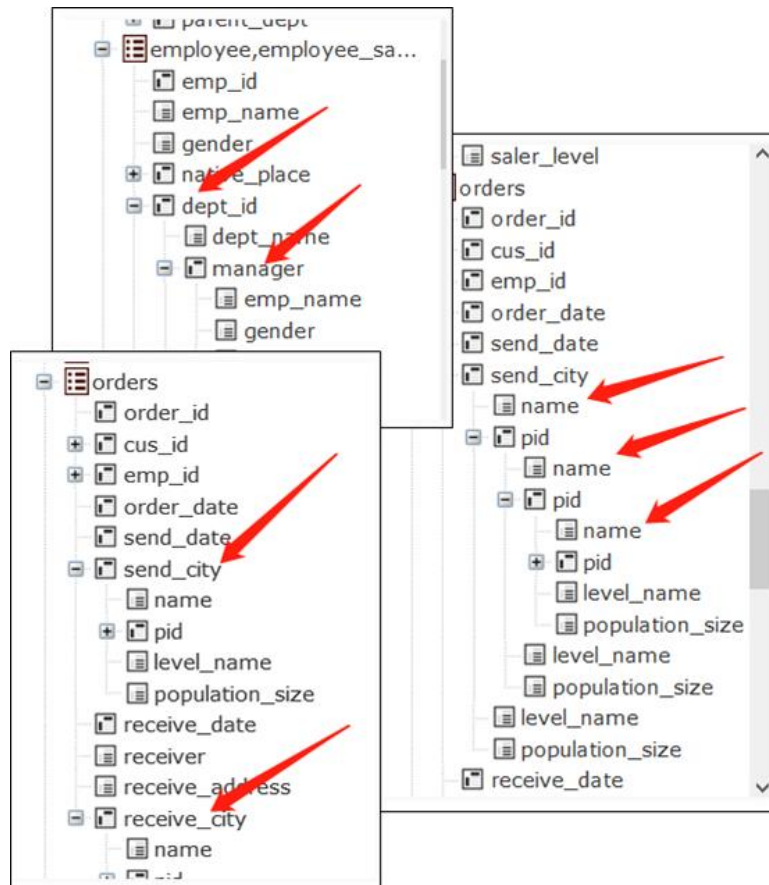 parent_dept
employee,employee_sa...
emp_id
emp_name
gender
native_place
dept_id
dept_name
manager
emp_name
gender
saler_level
orders
order_id
cus_id
emp_id
order_date
send_date
send_city
name
pid
name
pid
name
pid
level_name
population_size
level_name
population_size
level_name
population_size
receive_date
orders
order_id
cus_id
emp_id
order_date
send_date
send_city
name
pid
level_name
population_size
receive_date
receiver
receive_address
receive_city
name
pid